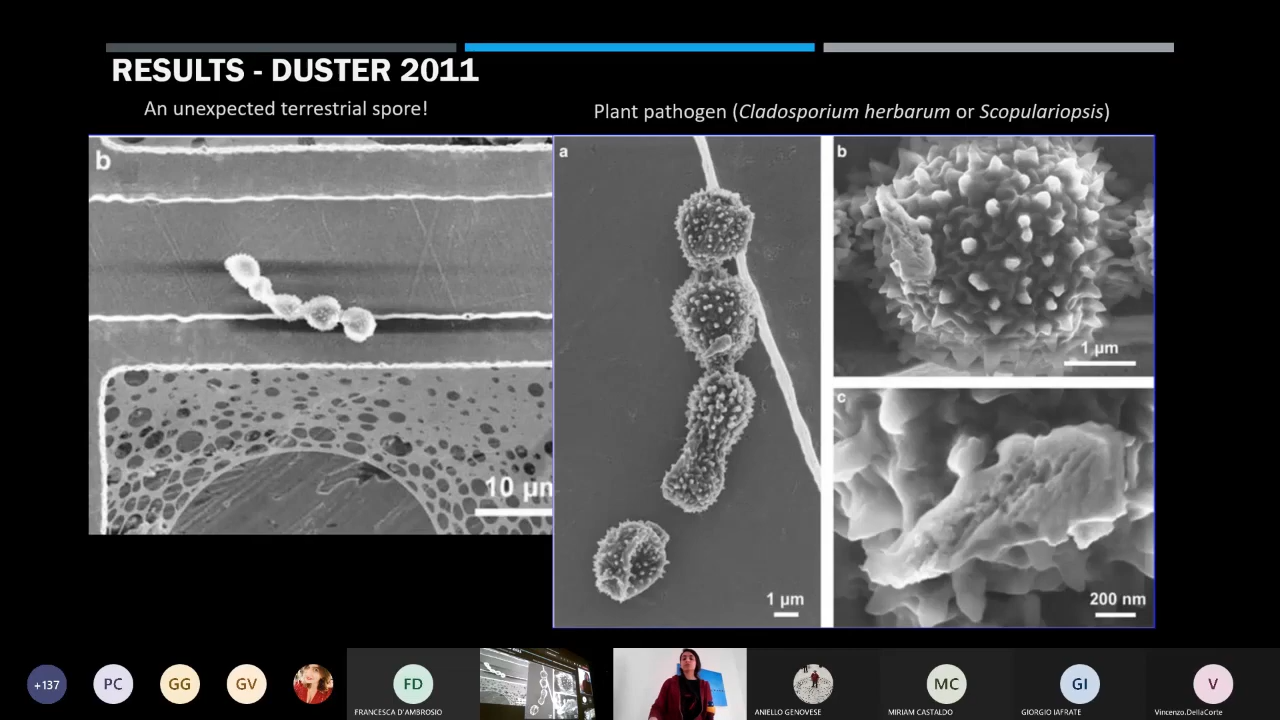 RESULTS - DUSTER 2011
An unexpected terrestrial spore!
Plant pathogen (Cladosporium herbarum or Scopulariopsis)
b
10 µm
a
1 µm
b
1 µm
c
200 nm
+137
PC
GG
GV
FD
FRANCESCA D'AMBROSIO
ANIELLO GENOVESE
MC
MIRIAM CASTALDO
GI
GIORGIO IAFRATE
V
Vincenzo.DellaCorte